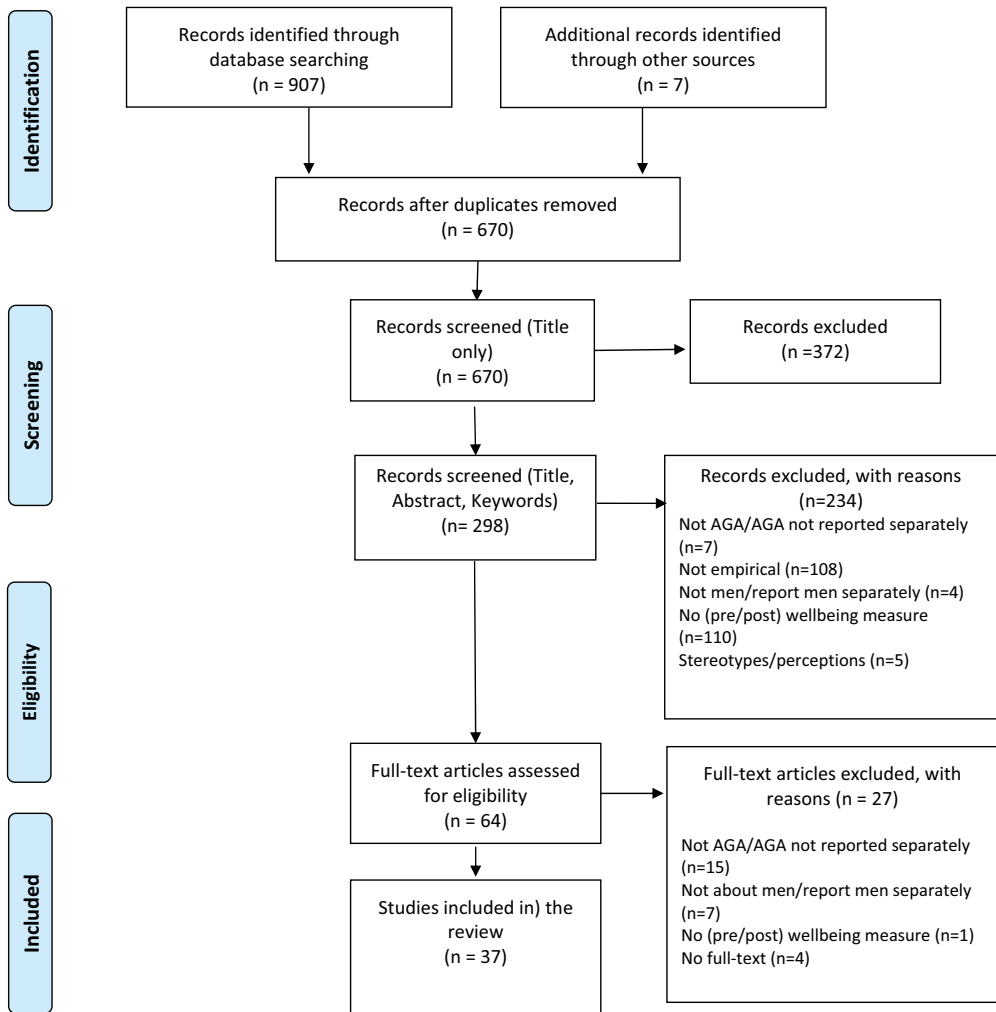 Identification
Records identified through
database searching
(n = 907)
Additional records identified
through other sources
(n = 7)
Records after duplicates removed
(n = 670)
Screening
Records screened (Title
only)
(n = 670)
Records excluded
(n =372)
Records screened (Title,
Abstract, Keywords)
(n= 298)
Records excluded, with reasons
(n=234)
Not AGA/AGA not reported separately
(n=7)
Not empirical (n=108)
Not men/report men separately (n=4)
No (pre/post) wellbeing measure
(n=110)
Stereotypes/perceptions (n=5)
Eligibility
Full-text articles assessed
for eligibility
(n = 64)
Full-text articles excluded, with
reasons (n = 27)
Not AGA/AGA not reported separately
(n=15)
Not about men/report men separately
(n=7)
No (pre/post) wellbeing measure (n=1)
No full-text (n=4)
Included
Studies included in) the
review
(n = 37)